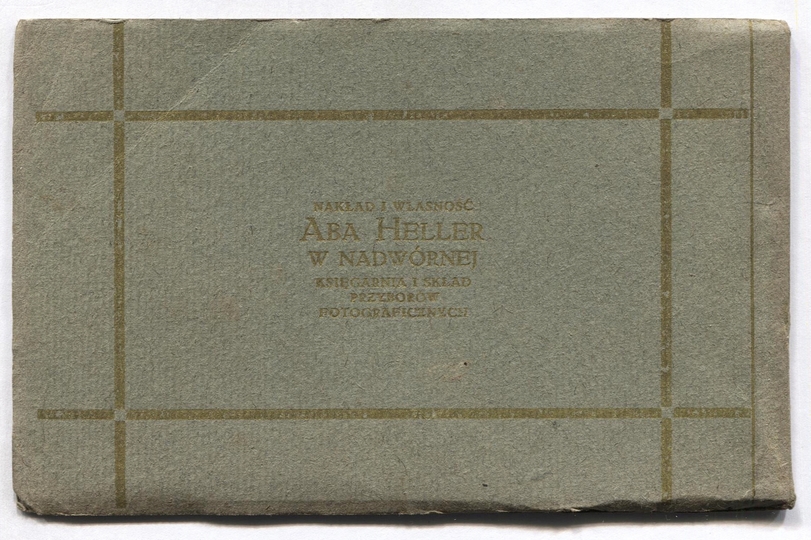 NAKŁAD I WŁASNOŚĆ
ABA HELLER
W NADWÓRNEJ
KSIĘGARNIA I SKŁAD
PRZYBORÓW
FOTOGRAFICZNYCH